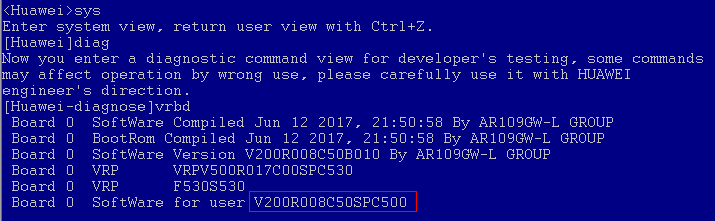 <Huawei>sys
Enter system view, return user view with Ctrl+Z.
[Huawei]diag
Now you enter a diagnostic command view for developer's testing, some commands
may affect operation by wrong use, please carefully use it with HUAWEI
engineer's direction.
[Huawei-diagnose]vrbd
Board 0 SoftWare Compiled Jun 12 2017, 21:50:58 By AR109GW-L GROUP
Board 0 BootRom Compiled Jun 12 2017, 21:50:58 By AR109GW-L GROUP
Board 0 SoftWare Version V200R008C50B010 By AR109GW-L GROUP
Board 0 VRP VRPV500R017C00SPC530
Board 0 VRP F530S530
Board 0 SoftWare for user V200R008C50SPC500